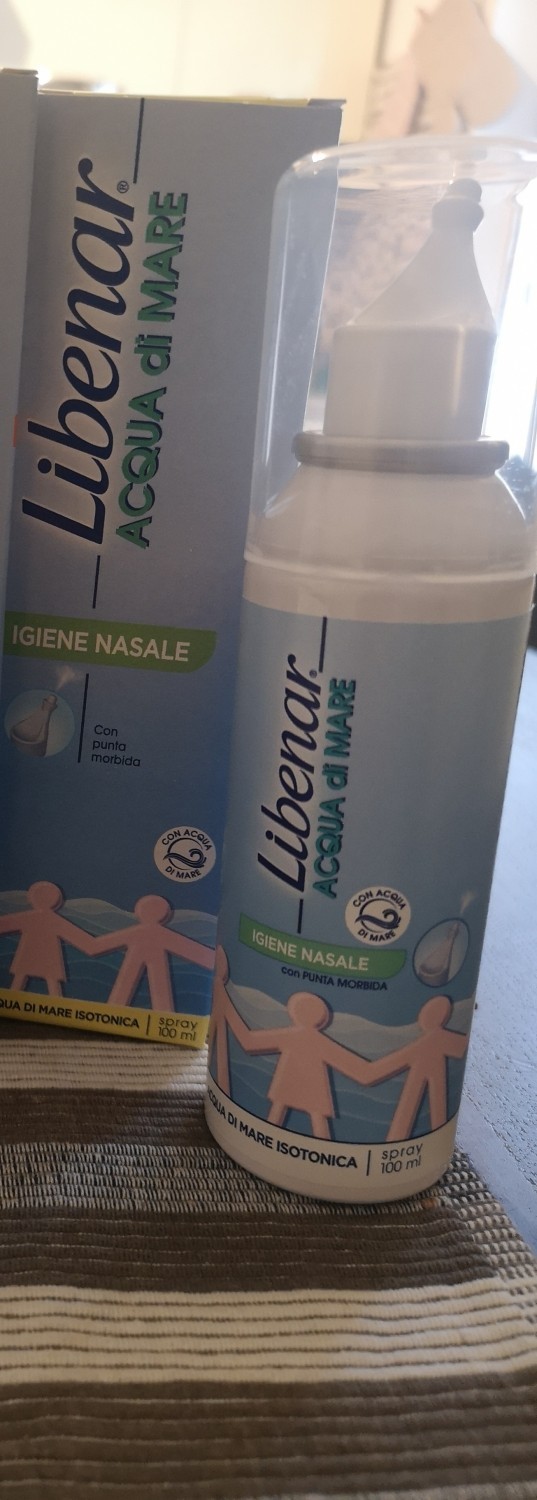 Libenar®
ACQUA di MARE
IGIENE NASALE
Con
punta
morbida
CON ACQUA
DI MARE
ACQUA DI MARE ISOTONICA
spray
100 ml
Libenar®
ACQUA di MARE
CON ACQUA
DI MARE
IGIENE NASALE
con PUNTA MORBIDA
ACQUA DI MARE ISOTONICA
spray
100 ml